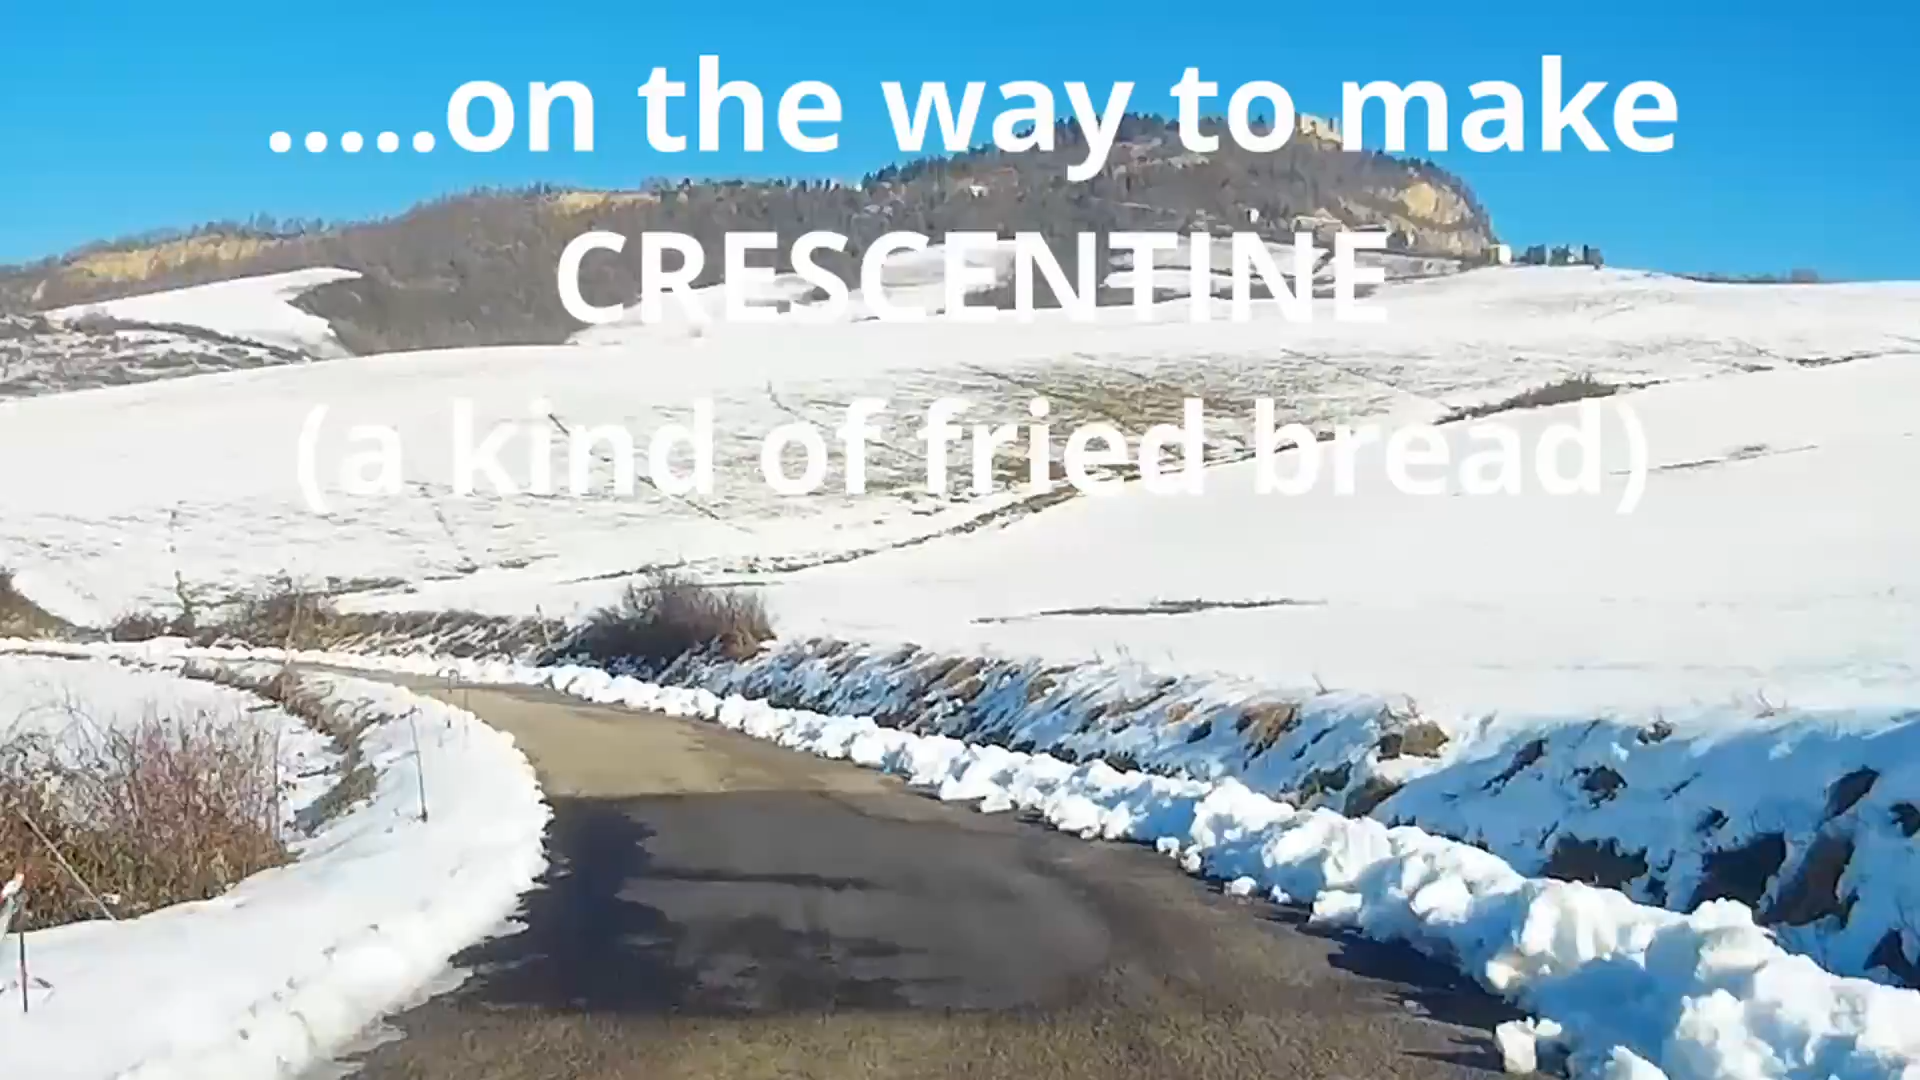 .....on the way to make
CRESCENTINE
(a kind of fried bread)